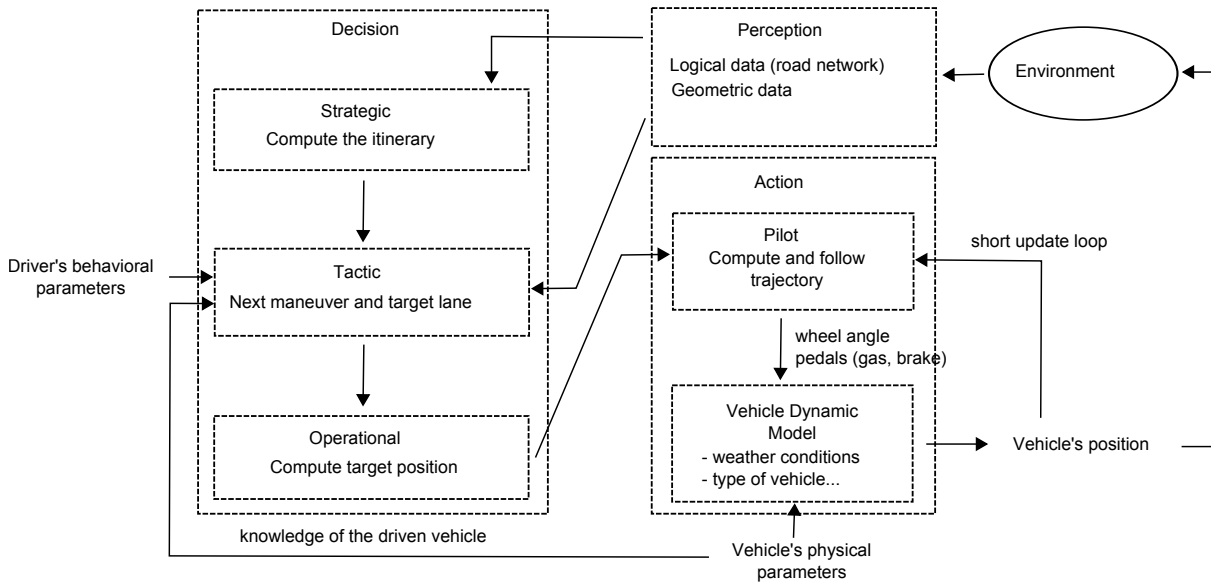 Decision
Strategic
Compute the itinerary
Driver's behavioral
parameters
Tactic
Next maneuver and target lane
Operational
Compute target position
knowledge of the driven vehicle
Perception
Logical data (road network)
Geometric data
Environment
Action
Pilot
Compute and follow
trajectory
short update loop
wheel angle
pedals (gas, brake)
Vehicle Dynamic
Model
- weather conditions
- type of vehicle...
Vehicle's position
Vehicle's physical
parameters